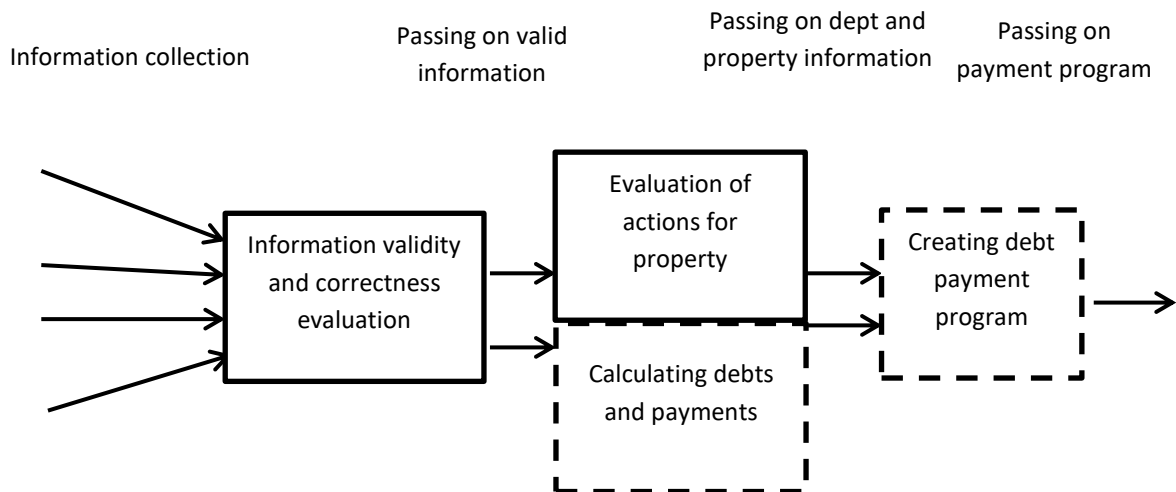 Information collection
Passing on valid
information
Passing on dept and
property information
Passing on
payment program
Information validity
and correctness
evaluation
Evaluation of
actions for
property
Calculating debts
and payments
Creating debt
payment
program